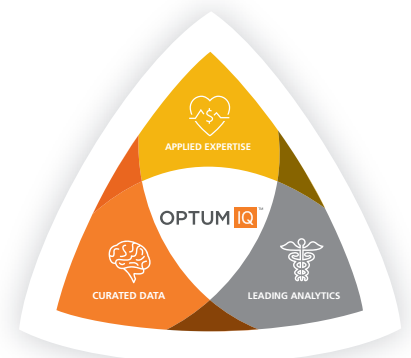 $
APPLIED EXPERTISE
OPTUM IQ™
CURATED DATA
LEADING ANALYTICS